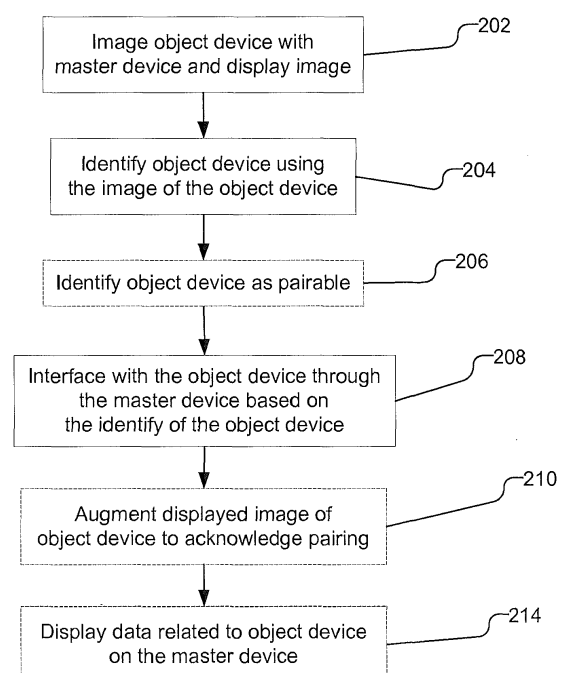 Image object device with
master device and display image
202
Identify object device using
the image of the object device
204
Identify object device as pairable
206
Interface with the object device through
the master device based on
the identify of the object device
208
Augment displayed image of
object device to acknowledge pairing
210
Display data related to object device
on the master device
214